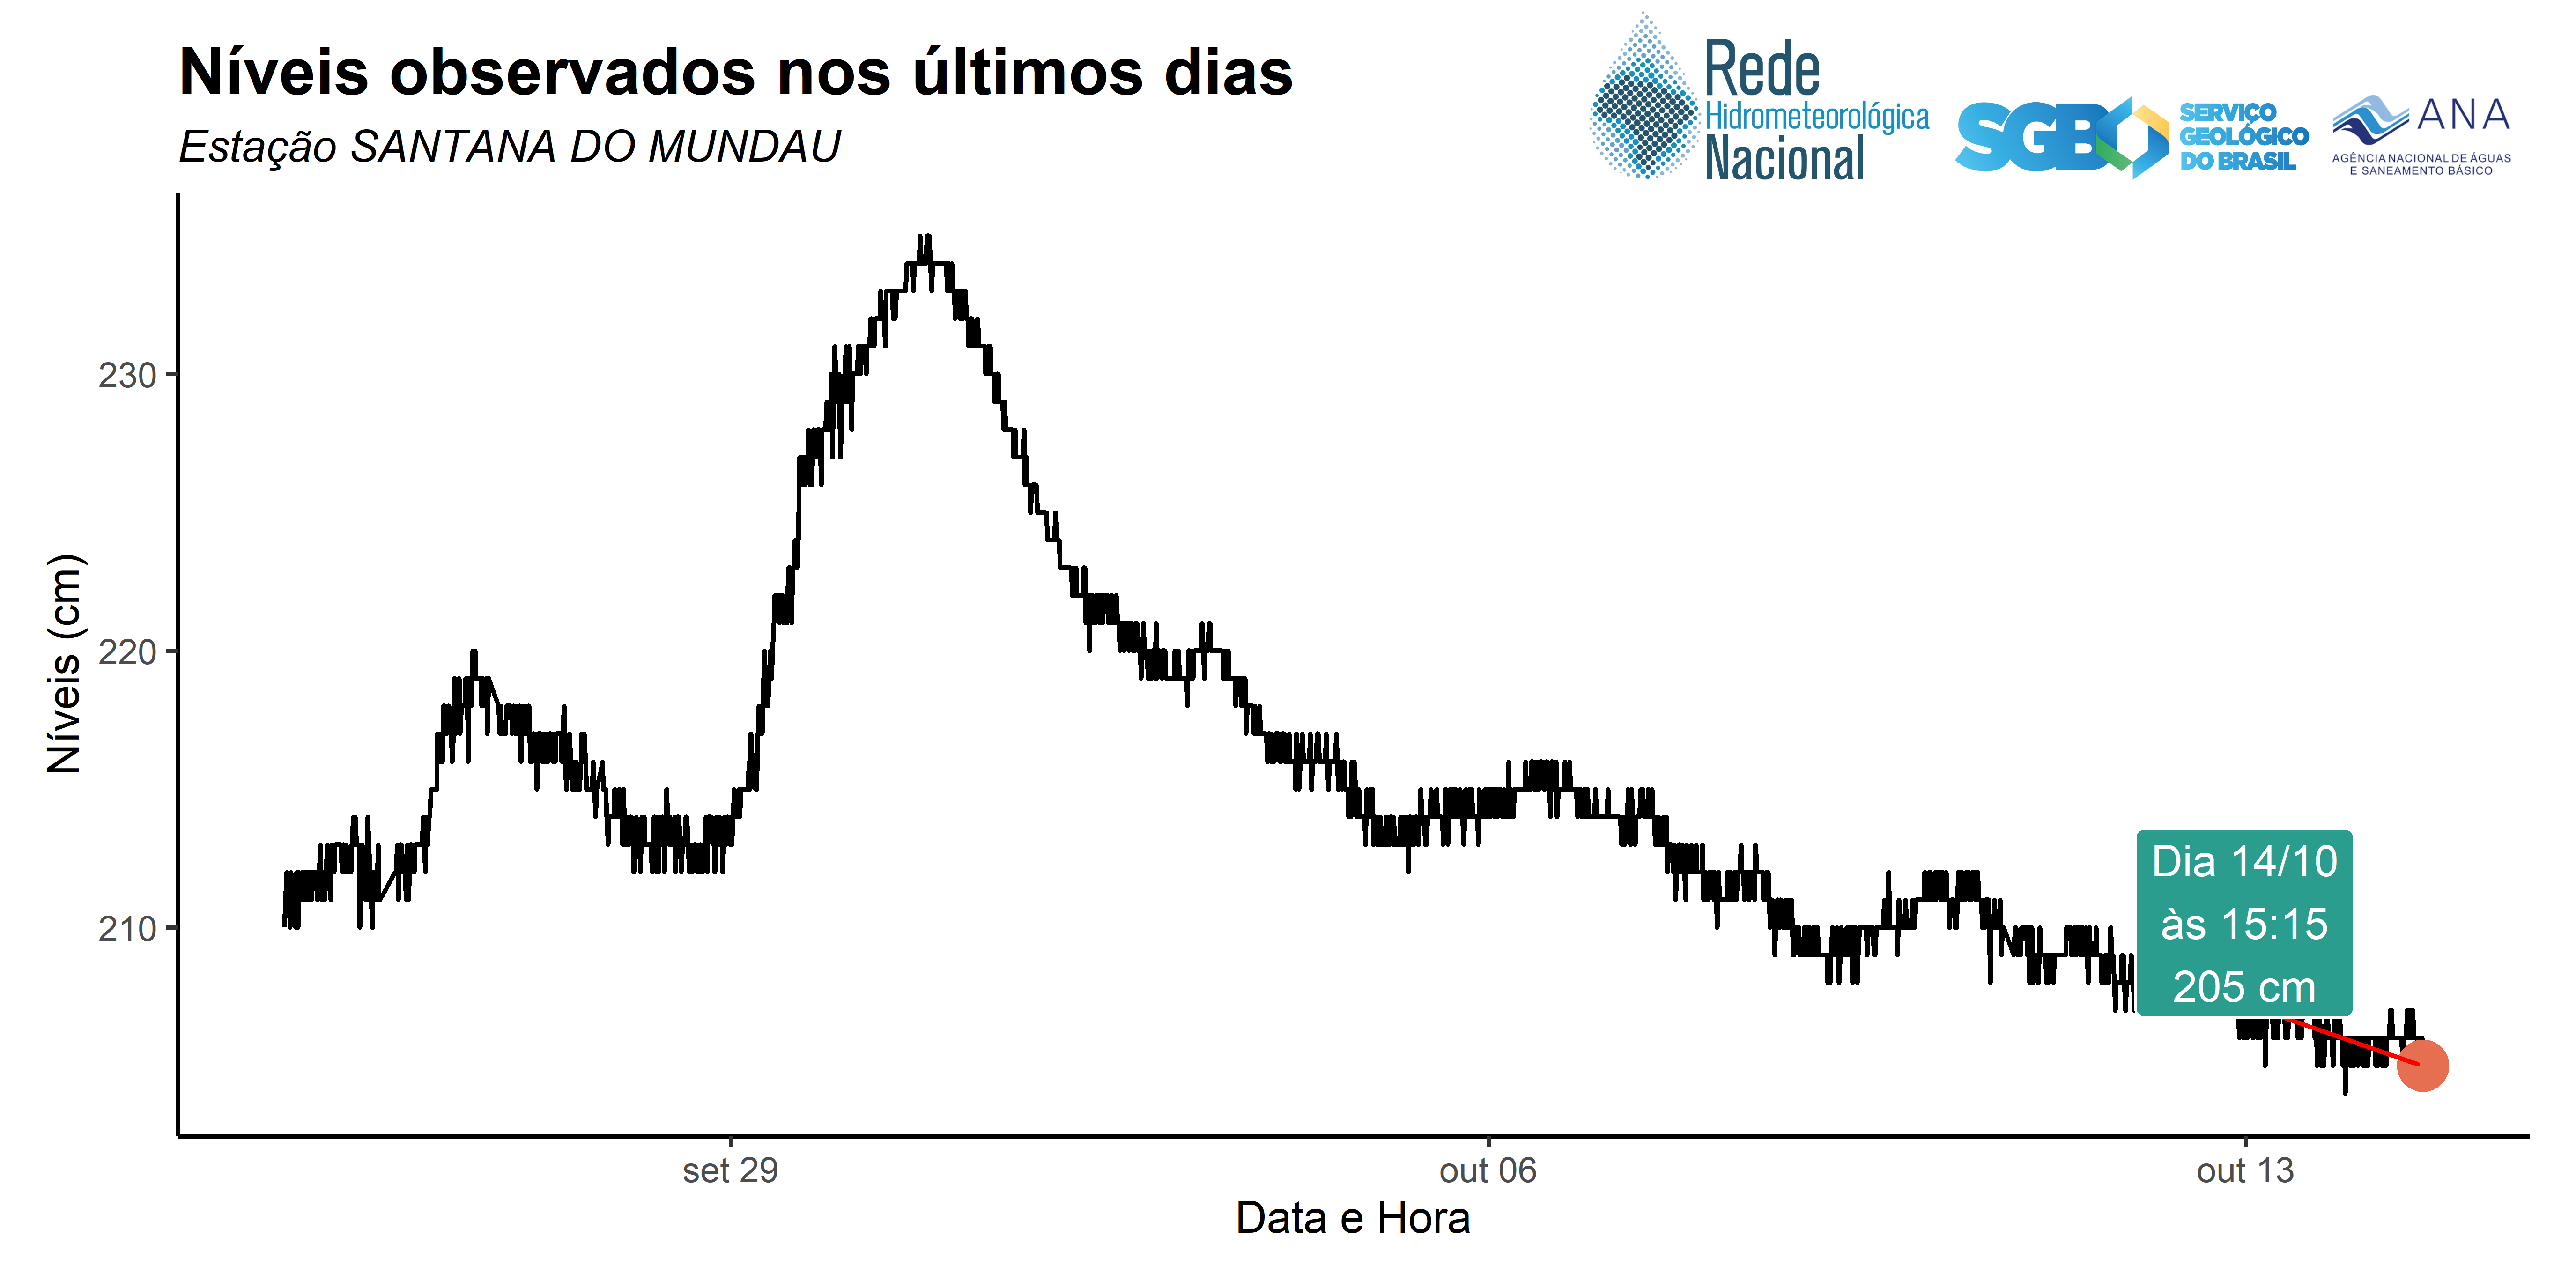 Níveis observados nos últimos dias
Estação SANTANA DO MUNDAU
Rede
Hidrometeorológica
Nacional
SGB
SERVIÇO
GEOLÓGICO
DO BRASIL
ANA
AGÊNCIA NACIONAL DE ÁGUAS
E SANEAMENTO BÁSICO
Níveis (cm)
230
220
210
Dia 14/10
às 15:15
205 cm
set 29
out 06
out 13
Data e Hora